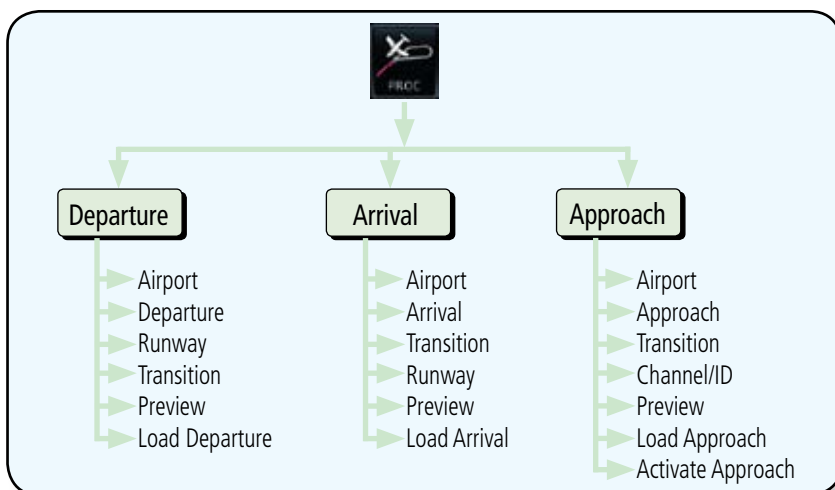 PROC
Departure
Airport
Departure
Runway
Transition
Preview
Load Departure
Arrival
Airport
Arrival
Transition
Runway
Preview
Load Arrival
Approach
Airport
Approach
Transition
Channel/ID
Preview
Load Approach
Activate Approach